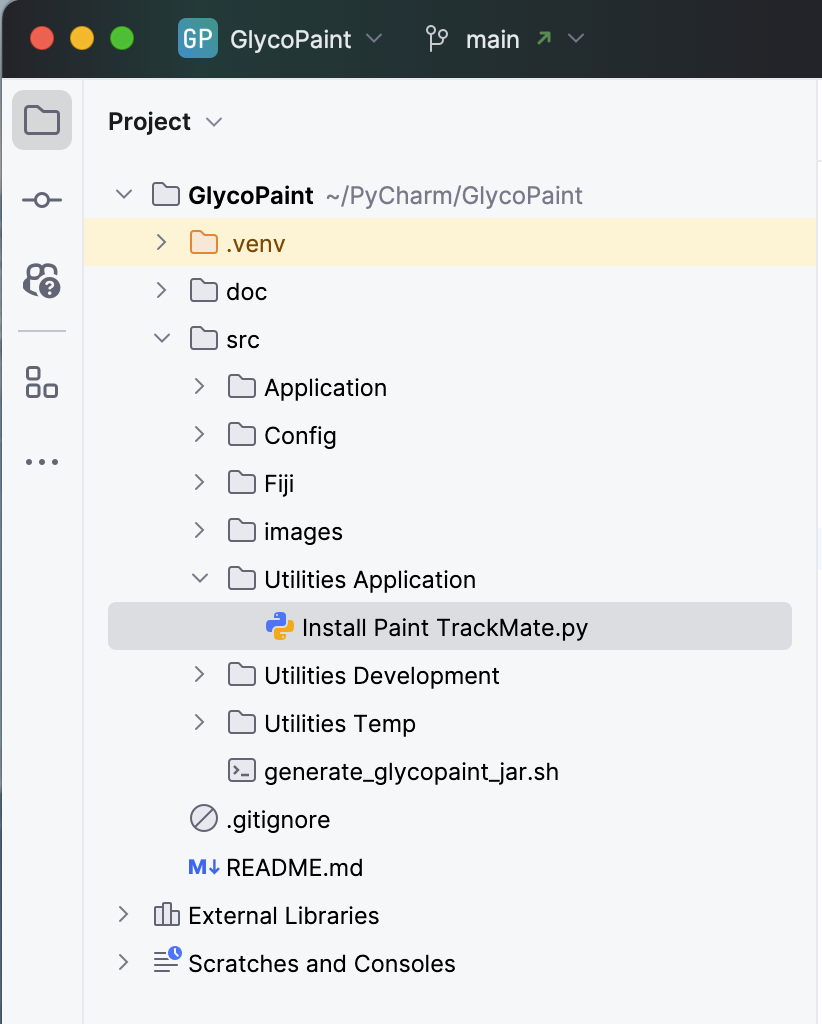 GP GlycoPaint main
Project
GlycoPaint ~/PyCharm/GlycoPaint
.venv
doc
src
Application
Config
Fiji
images
Utilities Application
Install Paint TrackMate.py
Utilities Development
Utilities Temp
generate_glycopaint_jar.sh
.gitignore
M↓ README.md
External Libraries
Scratches and Consoles